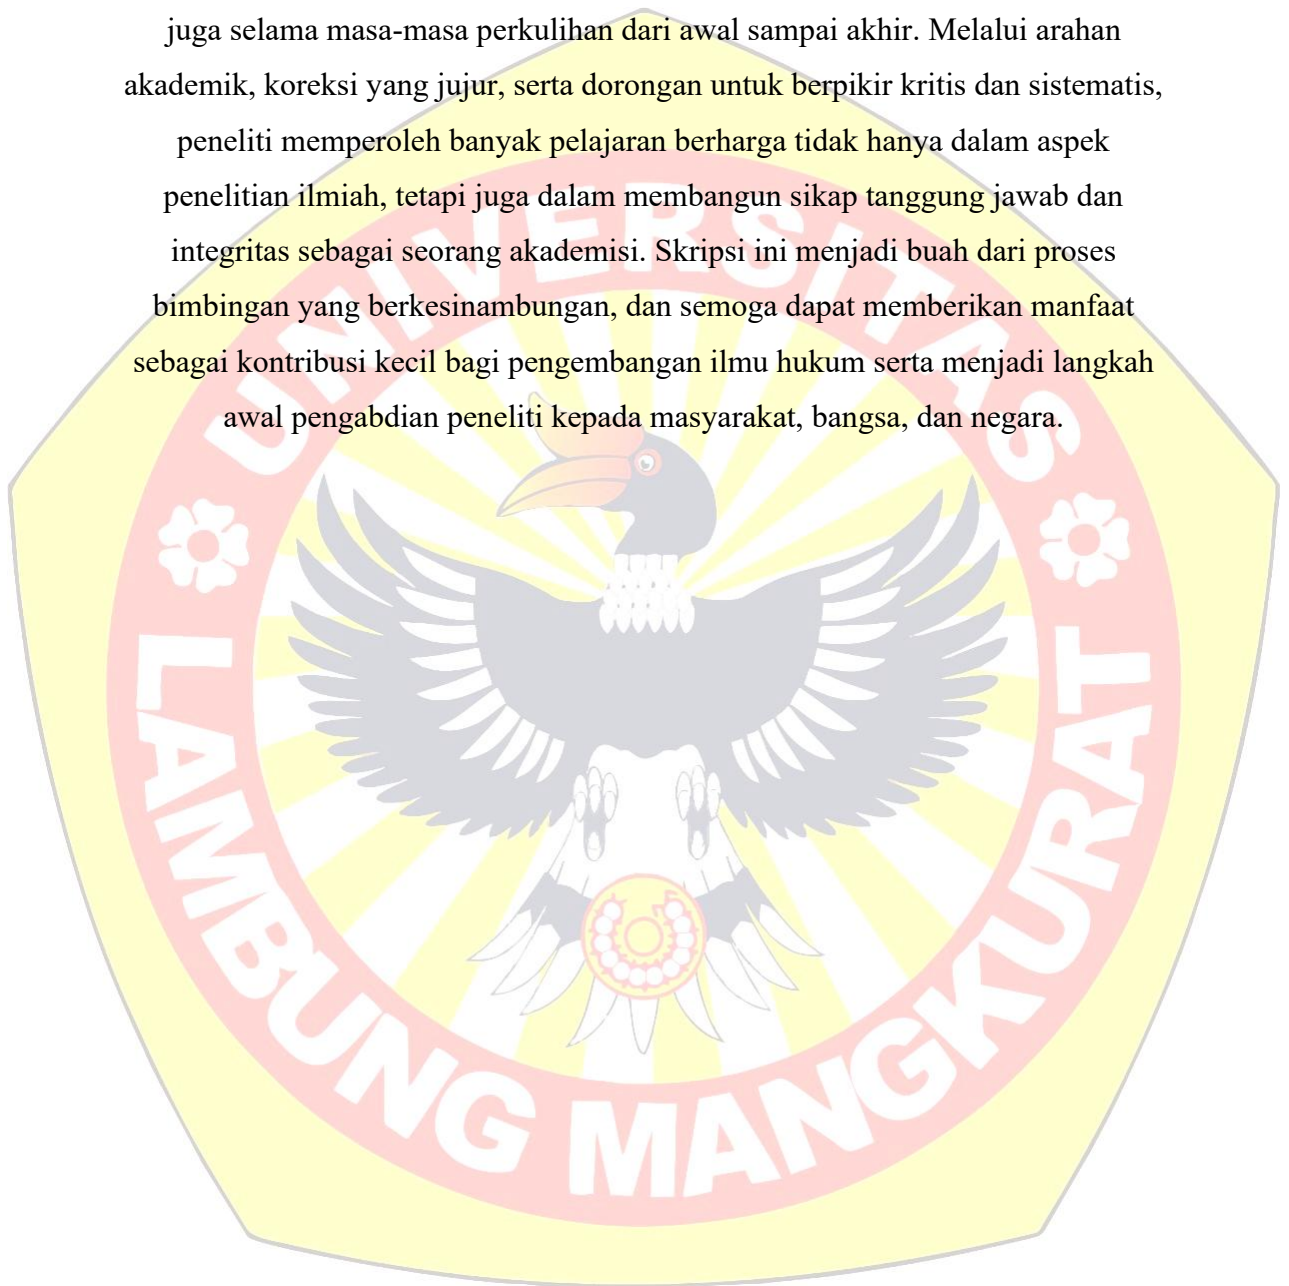 juga selama masa-masa perkulihan dari awal sampai akhir. Melalui arahan
akademik, koreksi yang jujur, serta dorongan untuk berpikir kritis dan sistematis,
peneliti memperoleh banyak pelajaran berharga tidak hanya dalam aspek
penelitian ilmiah, tetapi juga dalam membangun sikap tanggung jawab dan
integritas sebagai seorang akademisi. Skripsi ini menjadi buah dari proses
bimbingan yang berkesinambungan, dan semoga dapat memberikan manfaat
sebagai kontribusi kecil bagi pengembangan ilmu hukum serta menjadi langkah
awal pengabdian peneliti kepada masyarakat, bangsa, dan negara.
UNIVERSITAS
LAMBUNG MANGKURAT